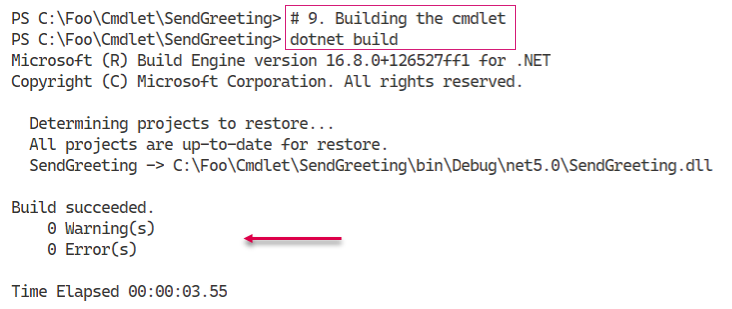 PS C:\Foo\Cmdlet\SendGreeting> # 9. Building the cmdlet
PS C:\Foo\Cmdlet\SendGreeting> dotnet build
Microsoft (R) Build Engine version 16.8.0+126527ff1 for .NET
Copyright (C) Microsoft Corporation. All rights reserved.
Determining projects to restore...
All projects are up-to-date for restore.
SendGreeting -> C:\Foo\Cmdlet\SendGreeting\bin\Debug\net5.0\SendGreeting.dll
Build succeeded.
0 Warning(s)
0 Error(s)
Time Elapsed 00:00:03.55